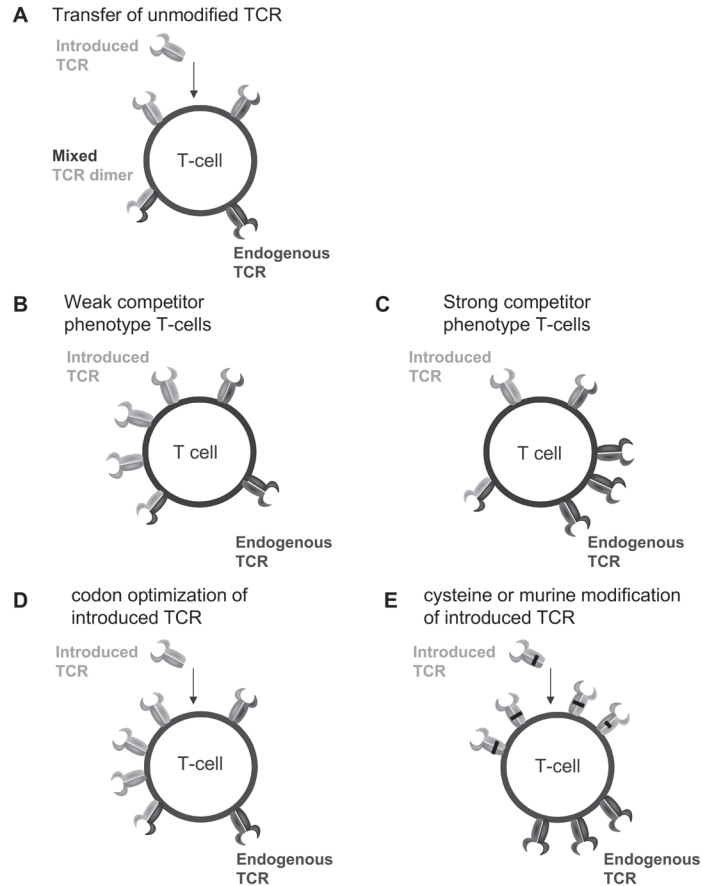 A Transfer of unmodified TCR
Introduced
TCR
Mixed
TCR dimer
T-cell
Endogenous
TCR
B Weak competitor
phenotype T-cells
Introduced
TCR
T cell
Endogenous
TCR
C Strong competitor
phenotype T-cells
Introduced
TCR
T cell
Endogenous
TCR
D codon optimization of
introduced TCR
Introduced
TCR
T-cell
Endogenous
TCR
E cysteine or murine modification
of introduced TCR
Introduced
TCR
T-cell
Endogenous
TCR